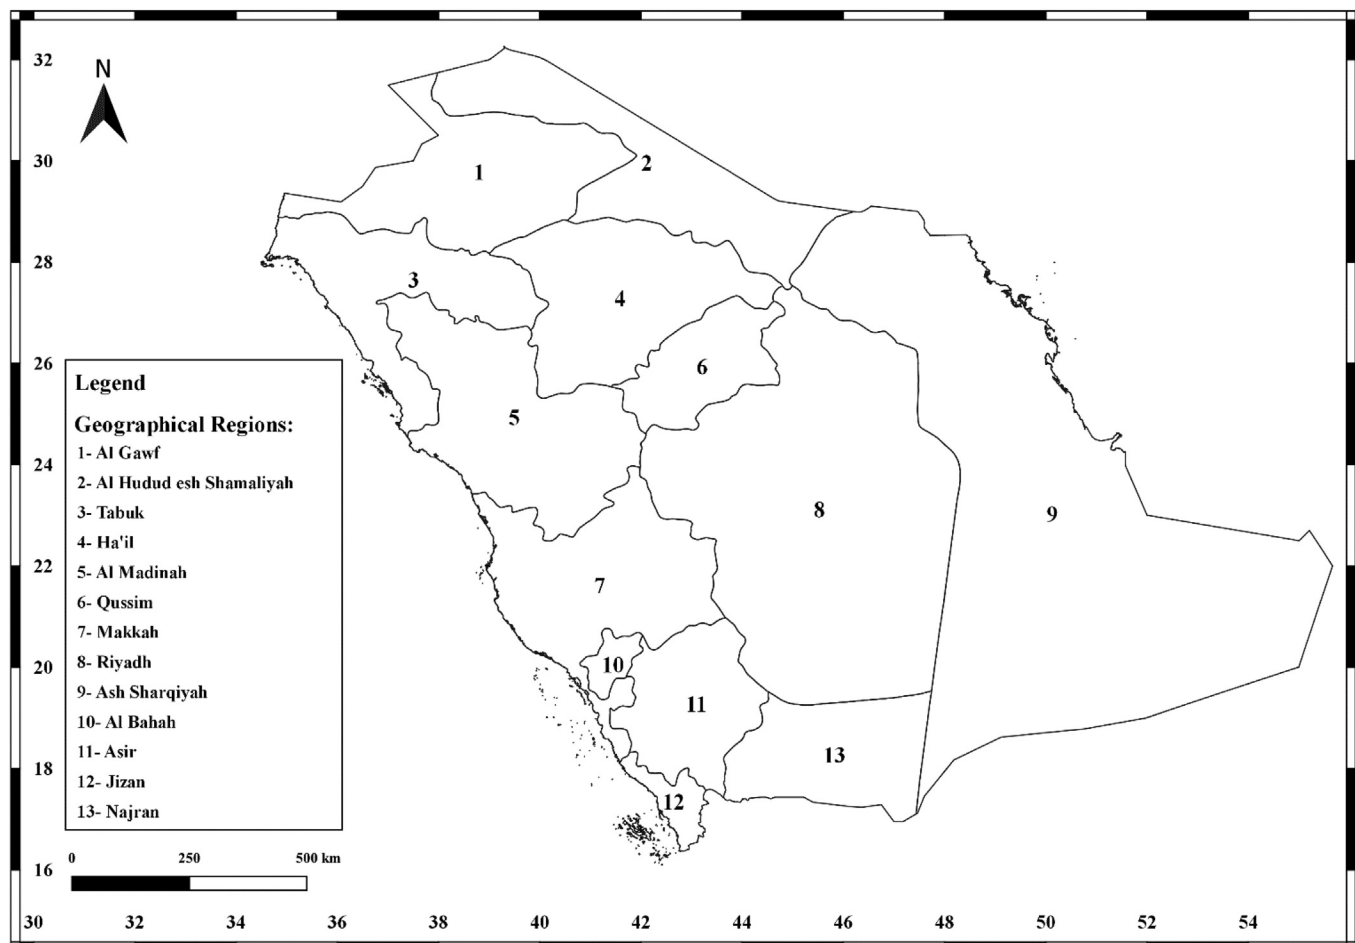 N
32
30
28
26
24
22
20
18
16
1
2
3
4
5
6
7
8
9
10
11
12
13
Legend
Geographical Regions:
1- Al Gawf
2- Al Hudud esh Shamaliyah
3- Tabuk
4- Ha'il
5- Al Madinah
6- Qussim
7- Makkah
8- Riyadh
9- Ash Sharqiyah
10- Al Bahah
11- Asir
12- Jizan
13- Najran
0 250 500 km
30 32 34 36 38 40 42 44 46 48 50 52 54